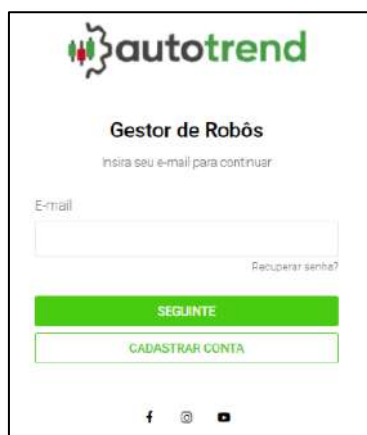 autotrend
Gestor de Robôs
Insira seu e-mail para continuar
E-mail
Recuperar senha?
SEGUINTE
CADASTRAR CONTA